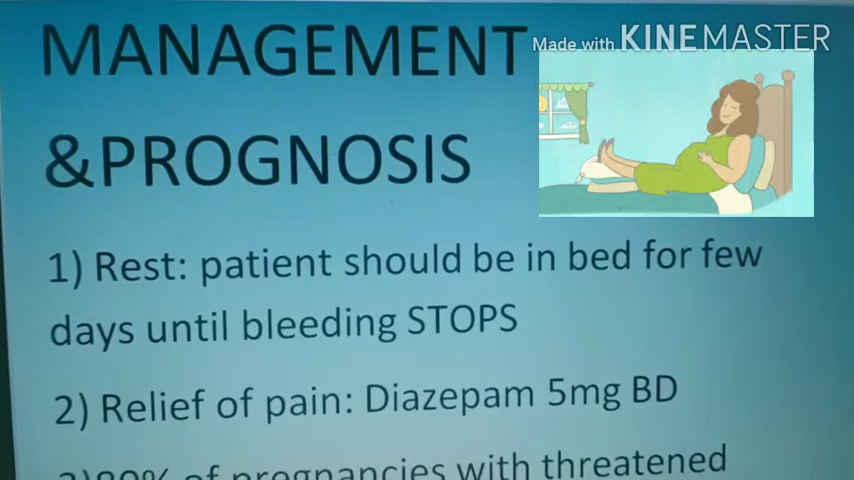 MANAGEMENT
Made with KINEMASTER
&PROGNOSIS
1) Rest: patient should be in bed for few
days until bleeding STOPS
2) Relief of pain: Diazepam 5mg BD
of pregnancies with threatened